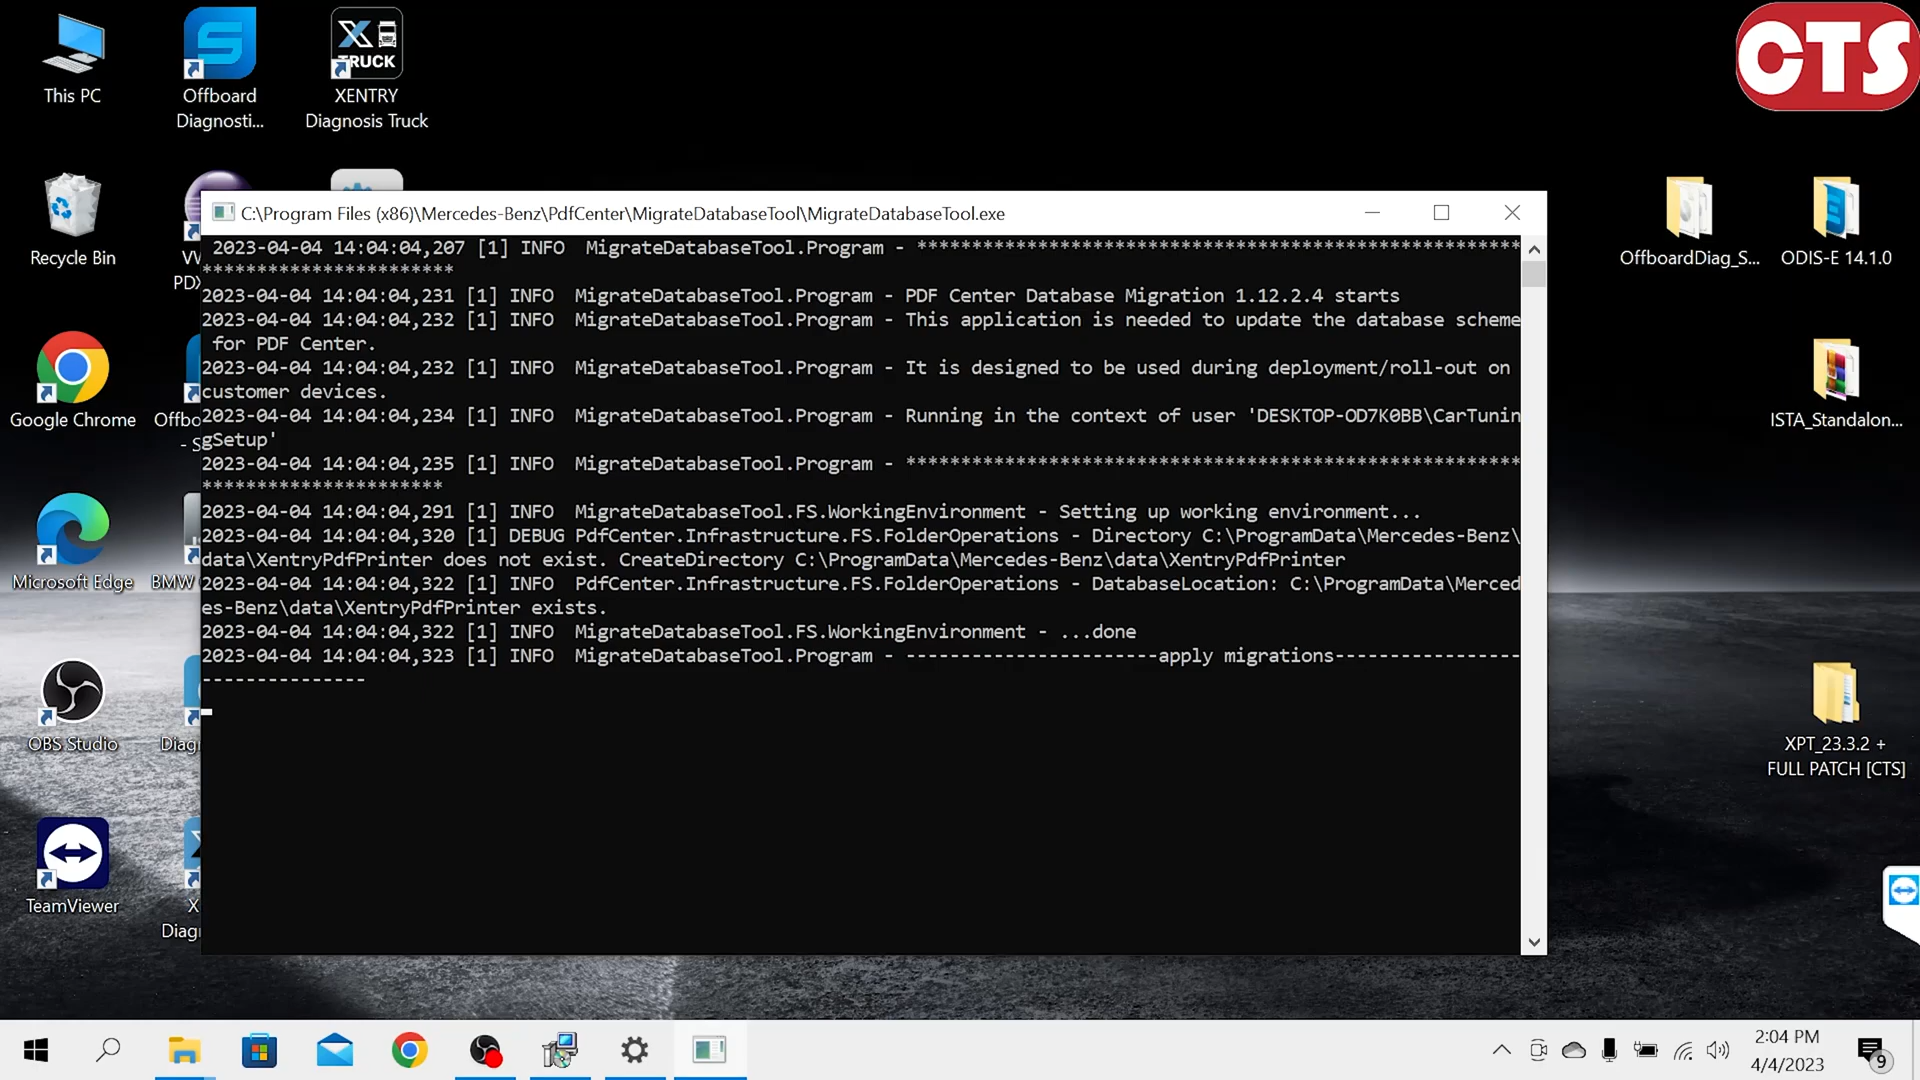 CTS
This PC
Offboard
Diagnosti...
XENTRY
Diagnosis Truck
X
TRUCK
Recycle Bin
PDX
C:\Program Files (x86)\Mercedes-Benz\PdfCenter\MigrateDatabaseTool\MigrateDatabaseTool.exe
2023-04-04 14:04:04,207 [1] INFO  MigrateDatabaseTool.Program - *******************************************************
***********************
2023-04-04 14:04:04,231 [1] INFO  MigrateDatabaseTool.Program - PDF Center Database Migration 1.12.2.4 starts
2023-04-04 14:04:04,232 [1] INFO  MigrateDatabaseTool.Program - This application is needed to update the database scheme
for PDF Center.
2023-04-04 14:04:04,232 [1] INFO  MigrateDatabaseTool.Program - It is designed to be used during deployment/roll-out on
customer devices.
2023-04-04 14:04:04,234 [1] INFO  MigrateDatabaseTool.Program - Running in the context of user 'DESKTOP-OD7K0BB\CarTunin
gSetup'
2023-04-04 14:04:04,235 [1] INFO  MigrateDatabaseTool.Program - ********************************************************
**********************
2023-04-04 14:04:04,291 [1] INFO  MigrateDatabaseTool.FS.WorkingEnvironment - Setting up working environment...
2023-04-04 14:04:04,320 [1] DEBUG PdfCenter.Infrastructure.FS.FolderOperations - Directory C:\ProgramData\Mercedes-Benz\
data\XentryPdfPrinter does not exist. CreateDirectory C:\ProgramData\Mercedes-Benz\data\XentryPdfPrinter
2023-04-04 14:04:04,322 [1] INFO  PdfCenter.Infrastructure.FS.FolderOperations - DatabaseLocation: C:\ProgramData\Merced
es-Benz\data\XentryPdfPrinter exists.
2023-04-04 14:04:04,322 [1] INFO  MigrateDatabaseTool.FS.WorkingEnvironment - ...done
2023-04-04 14:04:04,323 [1] INFO  MigrateDatabaseTool.Program - -----------------------apply migrations-----------------
---------------
OffboardDiag_S...
ODIS-E 14.1.0
Google Chrome
Offbo
- S
ISTA_Standalon...
Microsoft Edge
BMW
OBS Studio
Diag
XPT_23.3.2 +
FULL PATCH [CTS]
TeamViewer
X
Diag
2:04 PM
4/4/2023
9